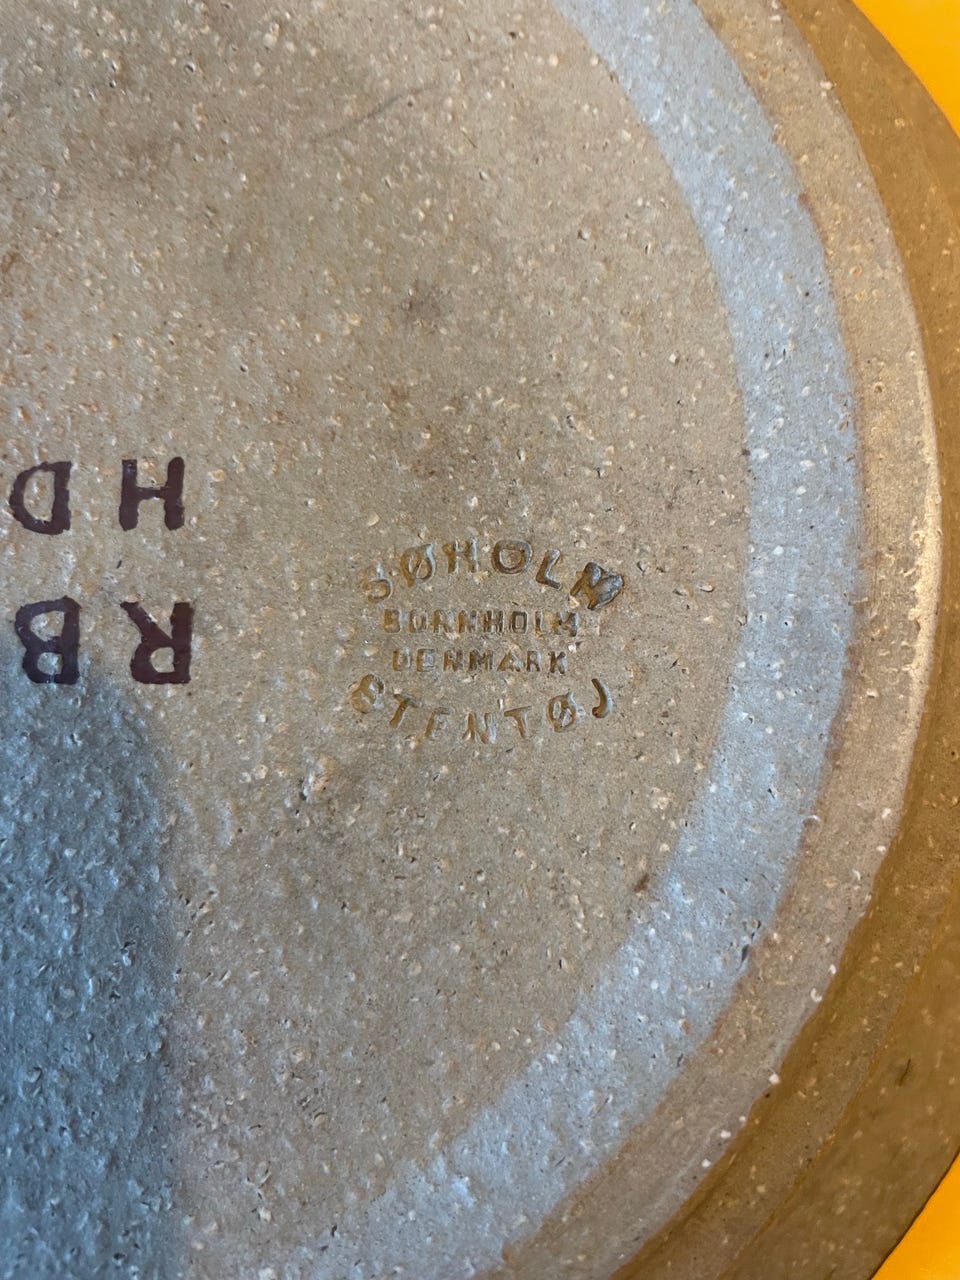 RB
HD
SØHOLM
BORNHOLM
DENMARK
STENTØJ